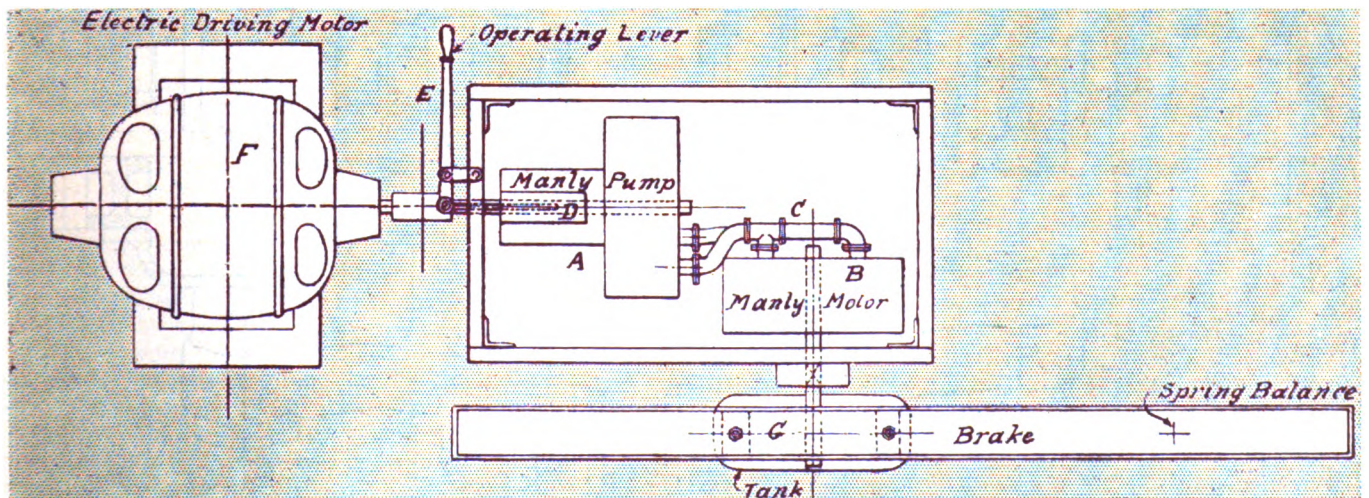 Electric Driving Motor
Operating Lever
E
F
Manly Pump
D
C
A
B
Manly Motor
Spring Balance
G
Brake
Tank